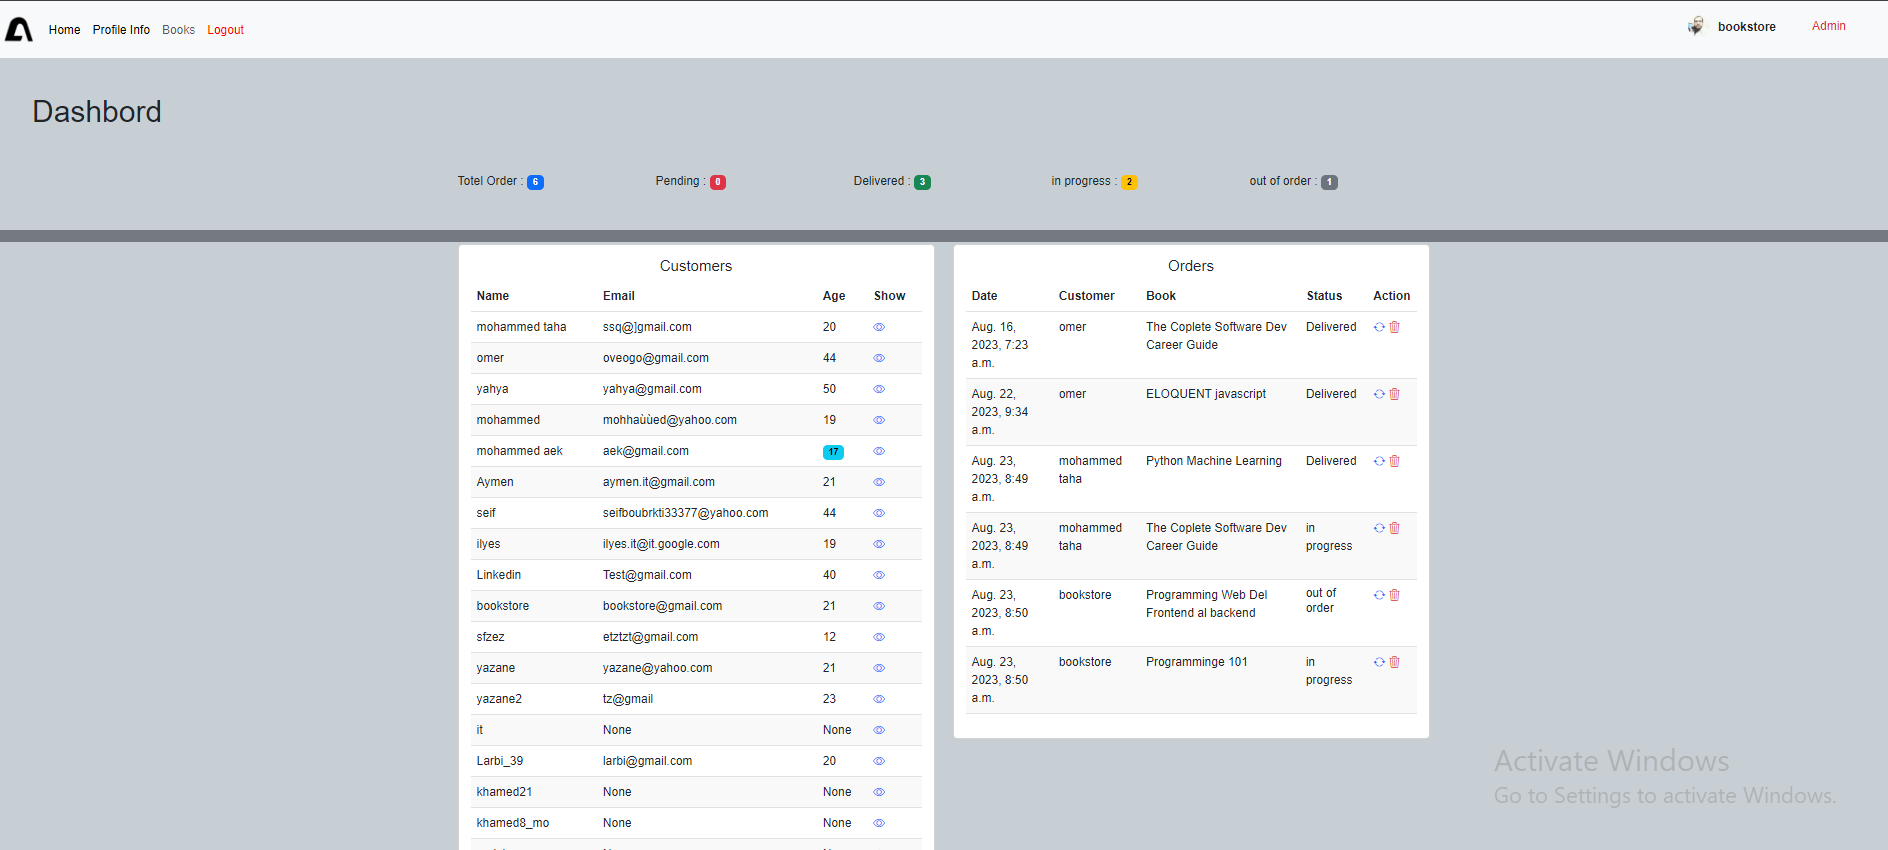 Home Profile Info Books Logout
bookstore Admin
Dashbord
Totel Order : 6 Pending : 0 Delivered : 3 in progress : 2 out of order : 1
Customers
Name Email Age Show
mohammed taha ssq@]gmail.com 20
omer oveogo@gmail.com 44
yahya yahya@gmail.com 50
mohammed mohhaùùed@yahoo.com 19
mohammed aek aek@gmail.com 17
Aymen aymen.it@gmail.com 21
seif seifboubrkti33377@yahoo.com 44
ilyes ilyes.it@it.google.com 19
Linkedin Test@gmail.com 40
bookstore bookstore@gmail.com 21
sfzez etztzt@gmail.com 12
yazane yazane@yahoo.com 21
yazane2 tz@gmail 23
it None None
Larbi_39 larbi@gmail.com 20
khamed21 None None
khamed8_mo None None
Orders
Date Customer Book Status Action
Aug. 16, omer The Coplete Software Dev Delivered
2023, 7:23 Career Guide
a.m.
Aug. 22, omer ELOQUENT javascript Delivered
2023, 9:34
a.m.
Aug. 23, mohammed Python Machine Learning Delivered
2023, 8:49 taha
a.m.
Aug. 23, mohammed The Coplete Software Dev in
2023, 8:49 taha Career Guide progress
a.m.
Aug. 23, bookstore Programming Web Del out of
2023, 8:50 Frontend al backend order
a.m.
Aug. 23, bookstore Programminge 101 in
2023, 8:50 progress
a.m.
Activate Windows
Go to Settings to activate Windows.